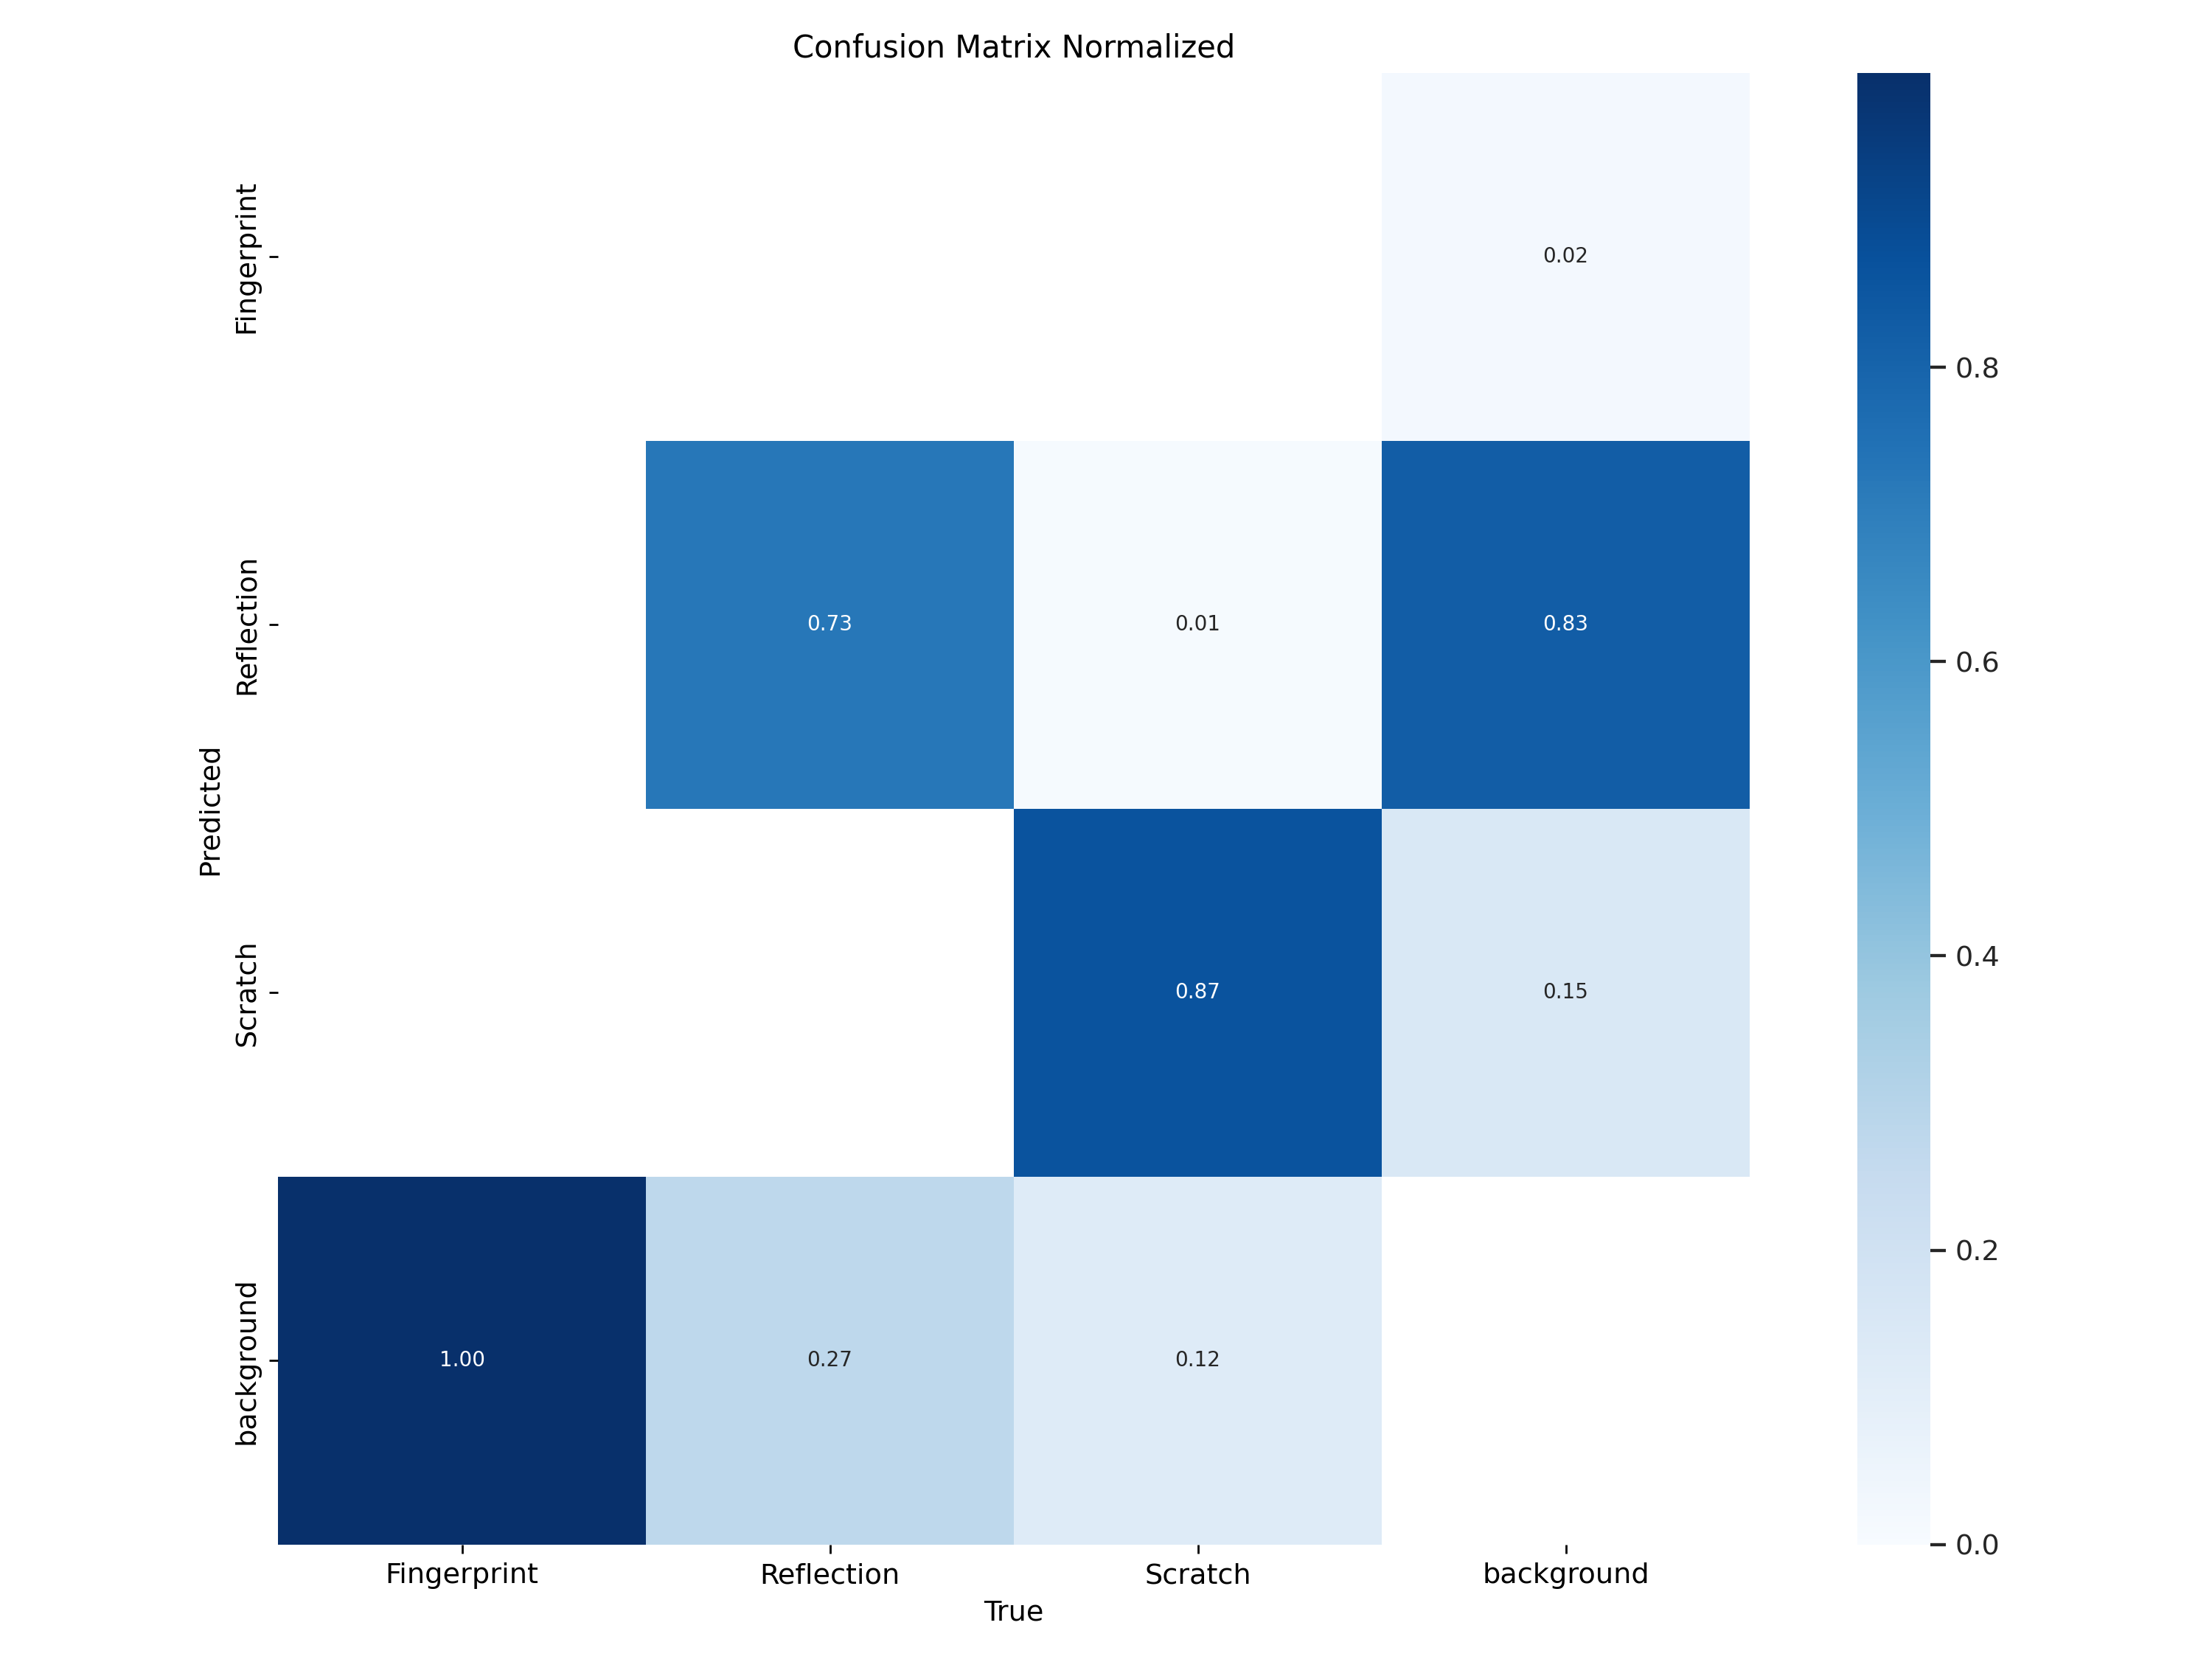 Confusion Matrix Normalized
Fingerprint
0.02
0.8
Reflection
0.73
0.01
0.83
0.6
Predicted
Scratch
0.87
0.15
0.4
background
1.00
0.27
0.12
0.2
0.0
Fingerprint
Reflection
Scratch
background
True